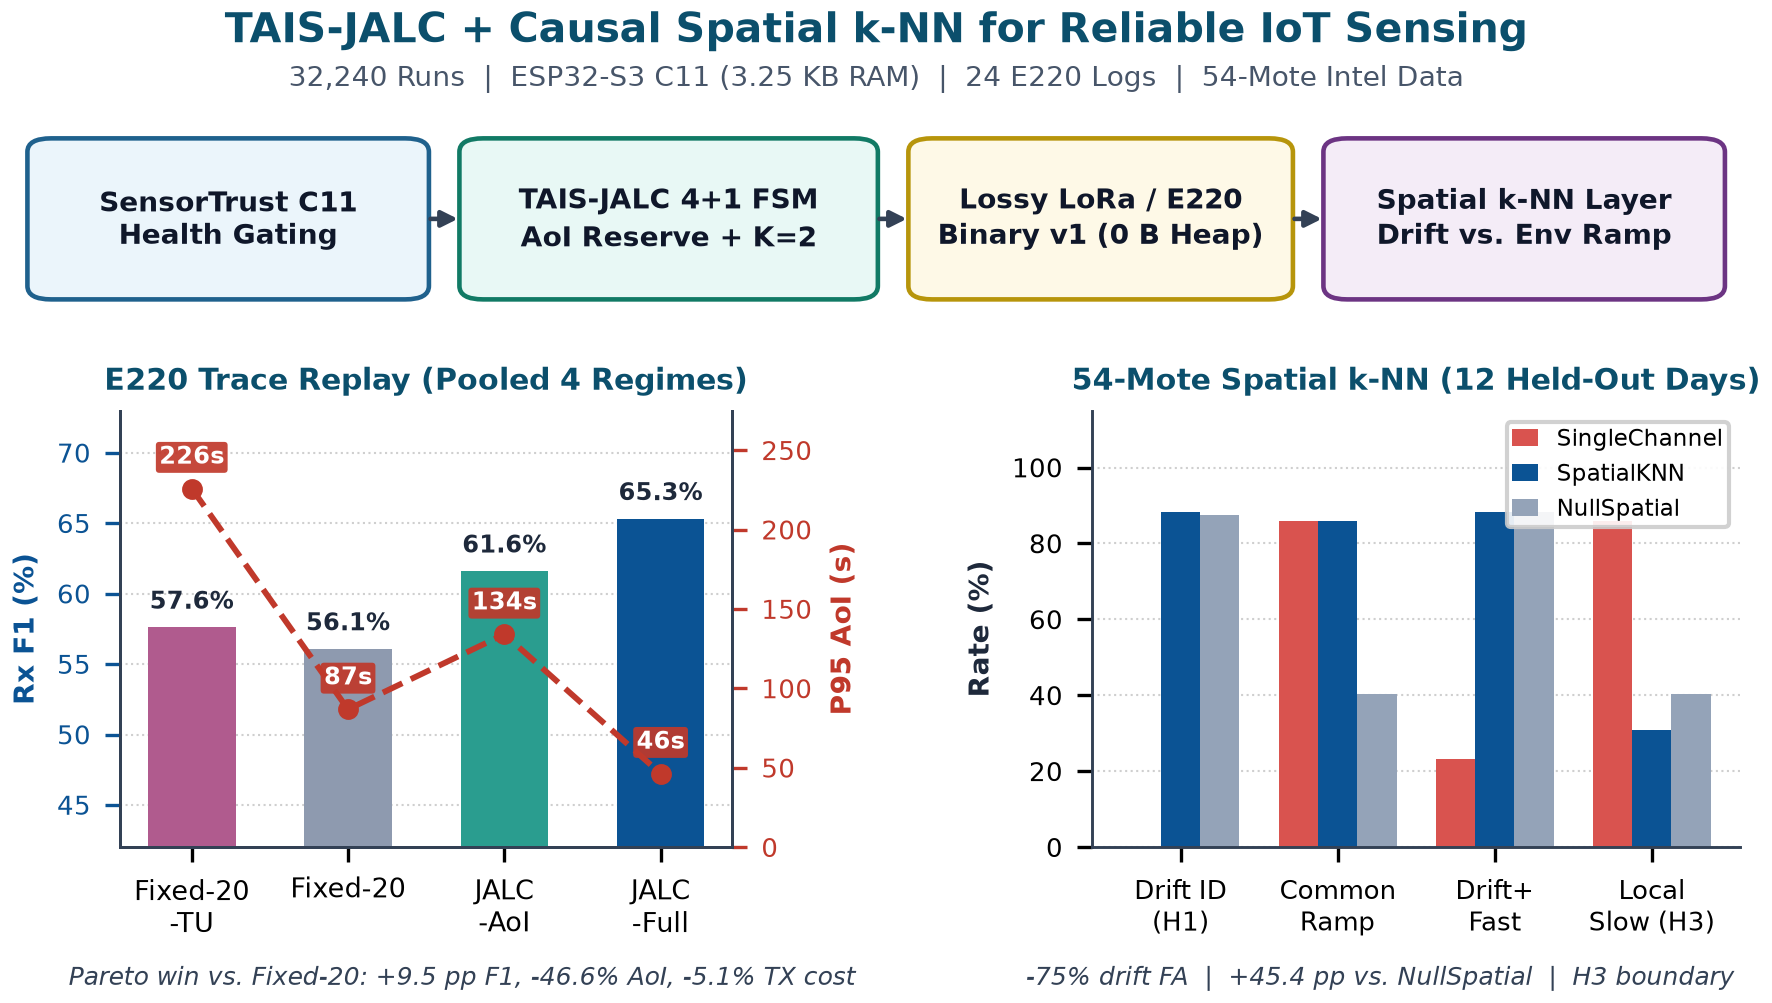 TAIS-JALC + Causal Spatial k-NN for Reliable IoT Sensing
32,240 Runs | ESP32-S3 C11 (3.25 KB RAM) | 24 E220 Logs | 54-Mote Intel Data
SensorTrust C11
Health Gating
TAIS-JALC 4+1 FSM
AoI Reserve + K=2
Lossy LoRa / E220
Binary v1 (0 B Heap)
Spatial k-NN Layer
Drift vs. Env Ramp
E220 Trace Replay (Pooled 4 Regimes)
Rx F1 (%)
70
65
60
55
50
45
226s
87s
134s
46s
57.6%
56.1%
61.6%
65.3%
250
200
150
100
50
0
P95 AoI (s)
Fixed-20
-TU
Fixed-20
JALC
-AoI
JALC
-Full
Pareto win vs. Fixed-20: +9.5 pp F1, -46.6% AoI, -5.1% TX cost
54-Mote Spatial k-NN (12 Held-Out Days)
Rate (%)
100
80
60
40
20
0
SingleChannel
SpatialKNN
NullSpatial
Drift ID
(H1)
Common
Ramp
Drift+
Fast
Local
Slow (H3)
-75% drift FA | +45.4 pp vs. NullSpatial | H3 boundary